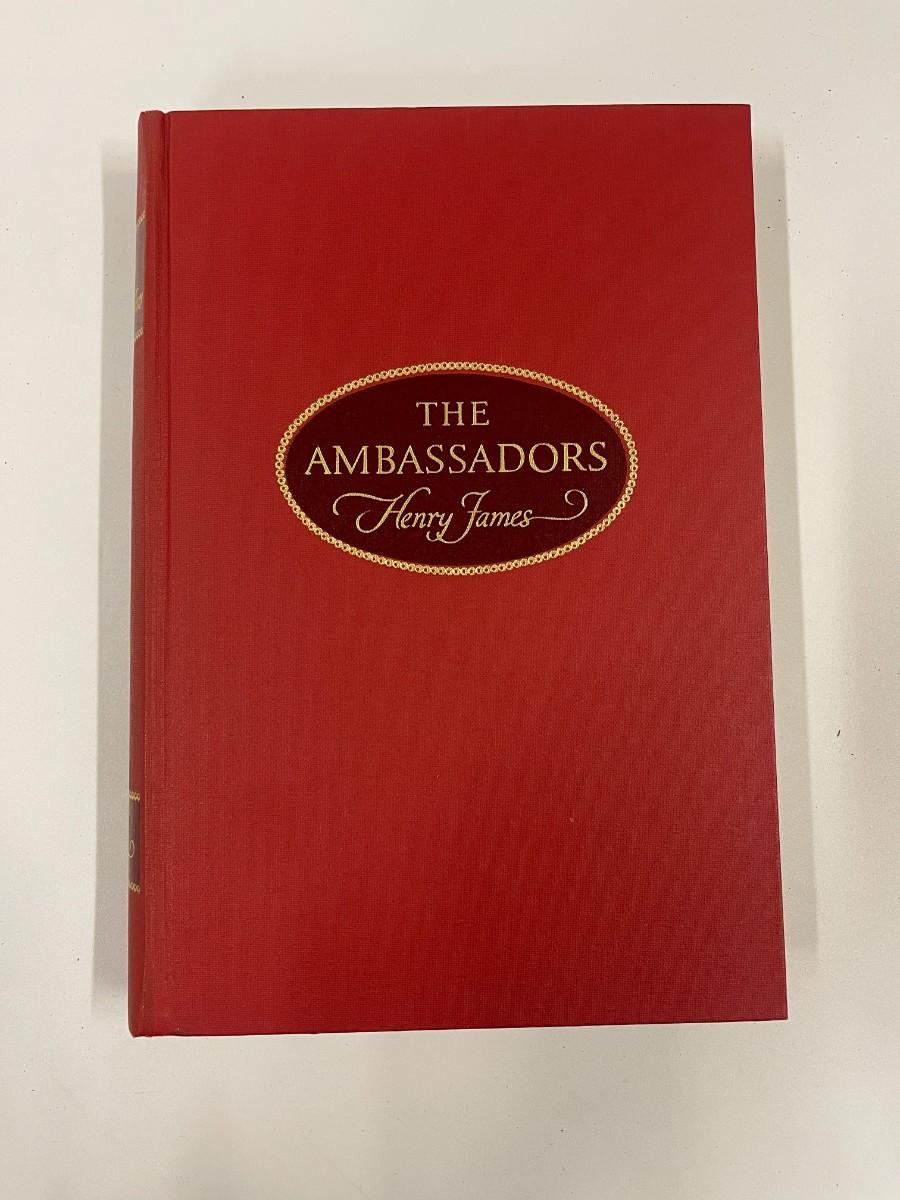 THE
AMBASSADORS
Henry James